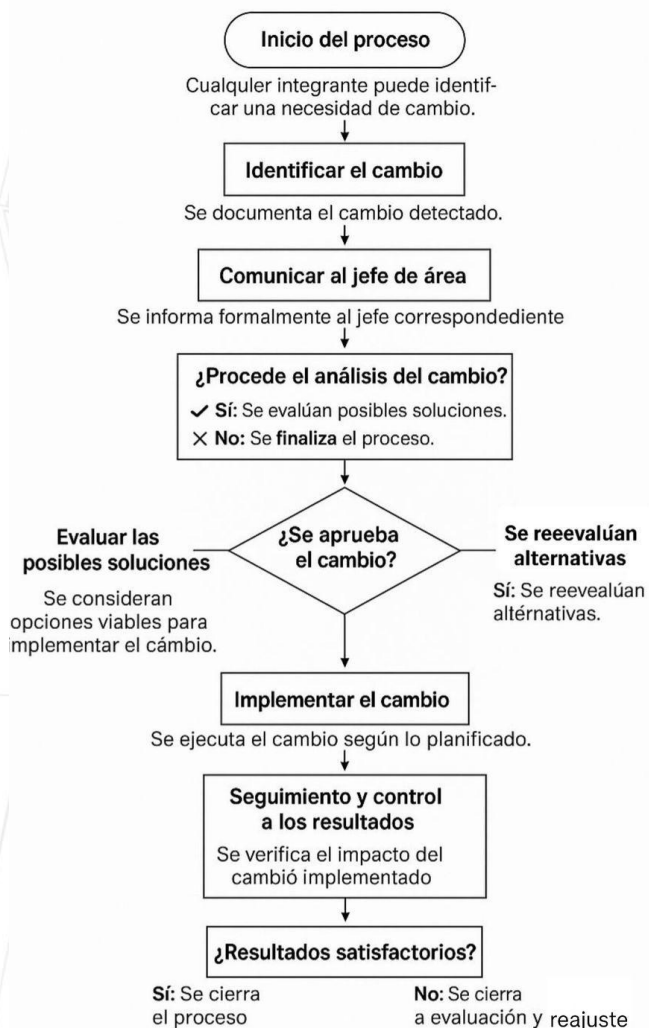 Inicio del proceso
Cualquler integrante puede identif-
car una necesidad de cambio.
Identificar el cambio
Se documenta el cambio detectado.
Comunicar al jefe de área
Se informa formalmente al jefe correspondediente
¿Procede el análisis del cambio?
✓ Sí: Se evalúan posibles soluciones.
✕ No: Se finaliza el proceso.
¿Se aprueba
el cambio?
Evaluar las
posibles soluciones
Se consideran
opciones viables para
implementar el cámbio.
Se reeevalúan
alternativas
Sí: Se reevealúan
altérnativas.
Implementar el cambio
Se ejecuta el cambio según lo planificado.
Seguimiento y control
a los resultados
Se verifica el impacto del
cambió implementado
¿Resultados satisfactorios?
Sí: Se cierra
el proceso
No: Se cierra
a evaluación y reajuste